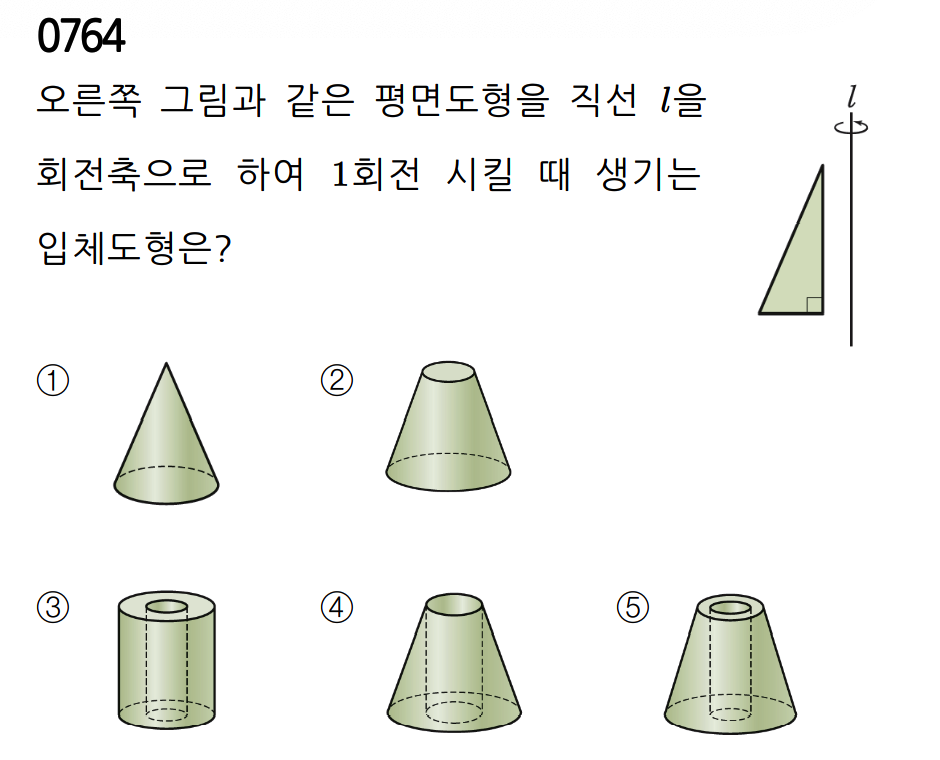 0764
오른쪽 그림과 같은 평면도형을 직선 l을
회전축으로 하여 1회전 시킬 때 생기는
입체도형은?
l
①
②
③
④
⑤